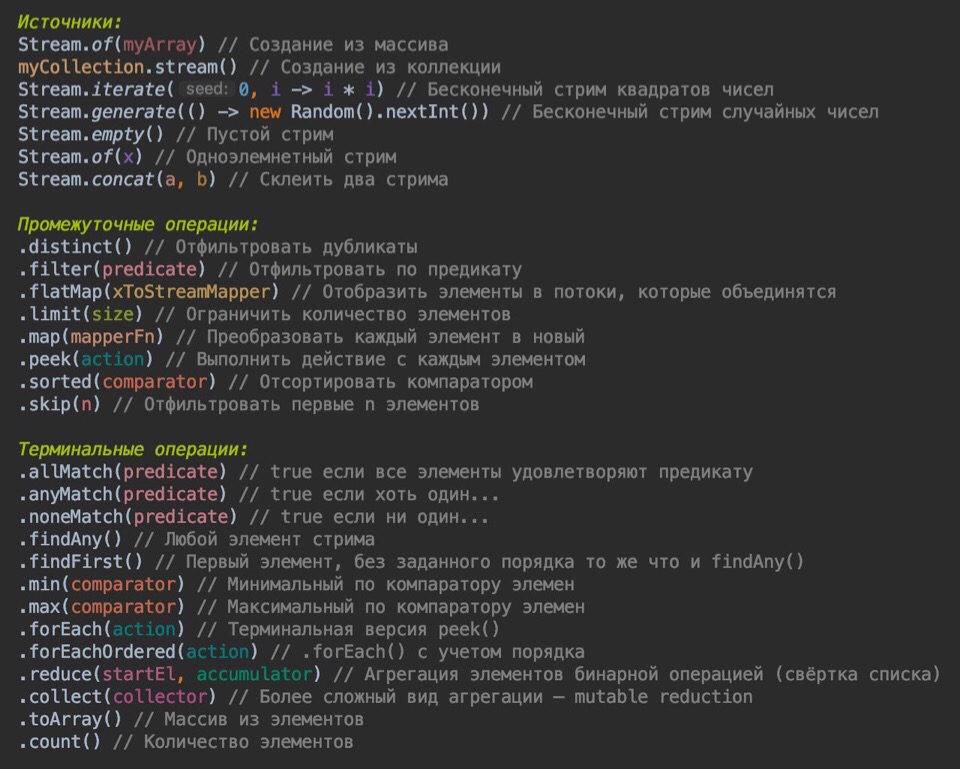 Источники:
Stream.of(myArray) // Создание из массива
myCollection.stream() // Создание из коллекции
Stream.iterate( seed: 0, i -> i * i) // Бесконечный стрим квадратов чисел
Stream.generate(() -> new Random().nextInt()) // Бесконечный стрим случайных чисел
Stream.empty() // Пустой стрим
Stream.of(x) // Одноэлемнетный стрим
Stream.concat(a, b) // Склеить два стрима
Промежуточные операции:
.distinct() // Отфильтровать дубликаты
.filter(predicate) // Отфильтровать по предикату
.flatMap(xToStreamMapper) // Отобразить элементы в потоки, которые объединятся
.limit(size) // Ограничить количество элементов
.map(mapperFn) // Преобразовать каждый элемент в новый
.peek(action) // Выполнить действие с каждым элементом
.sorted(comparator) // Отсортировать компаратором
.skip(n) // Отфильтровать первые n элементов
Терминальные операции:
.allMatch(predicate) // true если все элементы удовлетворяют предикату
.anyMatch(predicate) // true если хоть один...
.noneMatch(predicate) // true если ни один...
.findAny() // Любой элемент стрима
.findFirst() // Первый элемент, без заданного порядка то же что и findAny()
.min(comparator) // Минимальный по компаратору элемен
.max(comparator) // Максимальный по компаратору элемен
.forEach(action) // Терминальная версия peek()
.forEachOrdered(action) // .forEach() с учетом порядка
.reduce(startEl, accumulator) // Агрегация элементов бинарной операцией (свёртка списка)
.collect(collector) // Более сложный вид агрегации — mutable reduction
.toArray() // Массив из элементов
.count() // Количество элементов